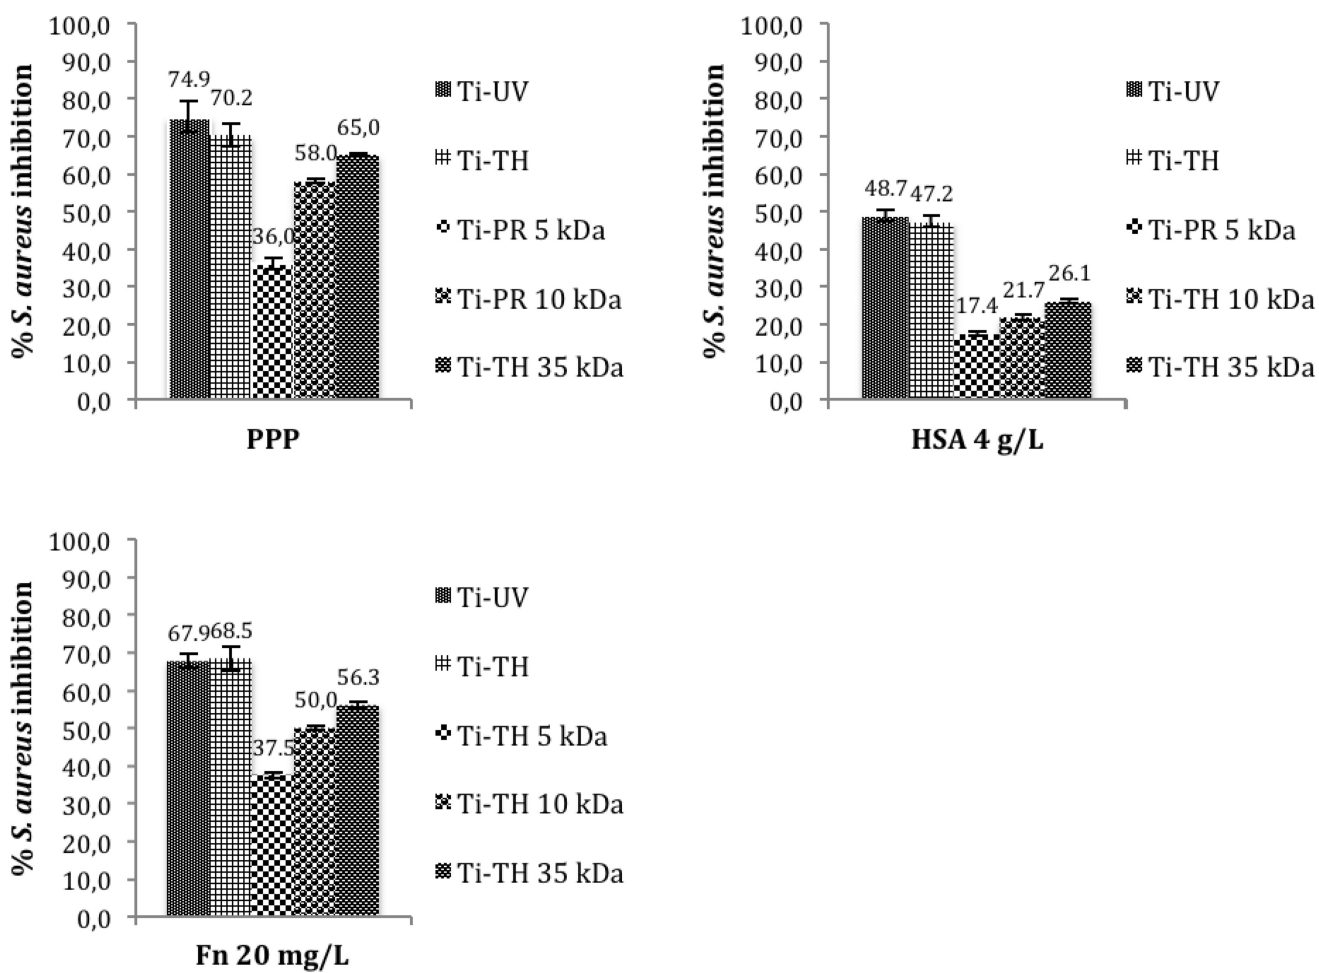 100,0
90,0
80,0
70,0
60,0
50,0
40,0
30,0
20,0
10,0
0,0
% S. aureus inhibition
74.9
70.2
36,0
58.0
65,0
PPP
Ti-UV
Ti-TH
Ti-PR 5 kDa
Ti-PR 10 kDa
Ti-TH 35 kDa
100,0
90,0
80,0
70,0
60,0
50,0
40,0
30,0
20,0
10,0
0,0
% S. aureus inhibition
48.7
47.2
17.4
21.7
26.1
HSA 4 g/L
Ti-UV
Ti-TH
Ti-PR 5 kDa
Ti-TH 10 kDa
Ti-TH 35 kDa
100,0
90,0
80,0
70,0
60,0
50,0
40,0
30,0
20,0
10,0
0,0
% S. aureus inhibition
67.9
68.5
37.5
50,0
56.3
Fn 20 mg/L
Ti-UV
Ti-TH
Ti-TH 5 kDa
Ti-TH 10 kDa
Ti-TH 35 kDa